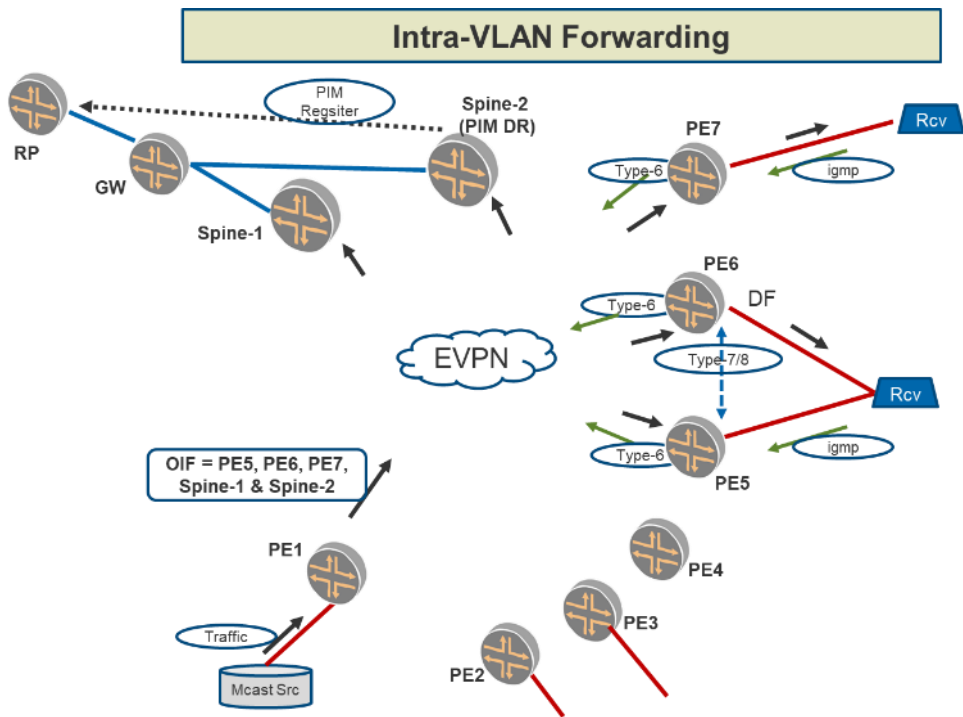 Intra-VLAN Forwarding
PIM
Regsiter
Spine-2
(PIM DR)
RP
GW
Spine-1
PE7
Rcv
Type-6
igmp
PE6
DF
Type-6
EVPN
Type-7/8
Rcv
Type-6
igmp
PE5
OIF = PE5, PE6, PE7,
Spine-1 & Spine-2
PE1
PE4
PE3
Traffic
PE2
Mcast Src